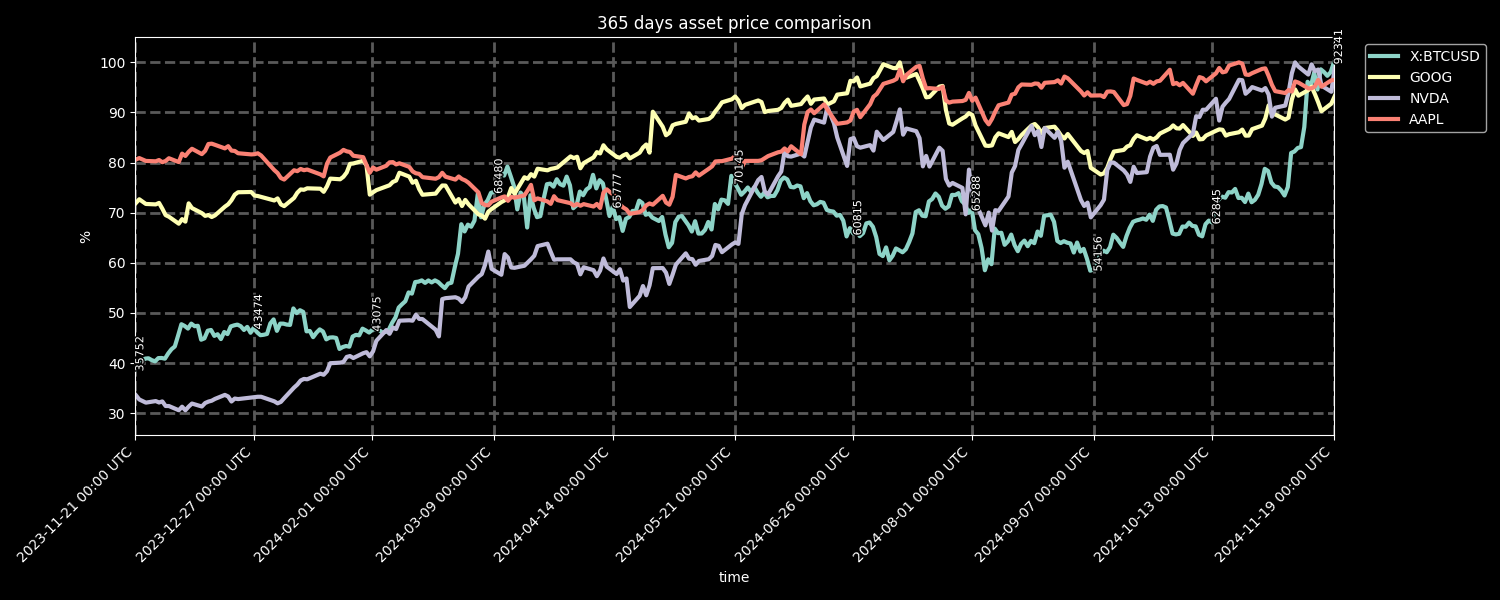 365 days asset price comparison
X:BTCUSD
GOOG
NVDA
AAPL
%
100
90
80
70
60
50
40
30
35752
43474
43075
68480
65777
70145
60815
65288
54156
62845
92341
2023-11-21 00:00 UTC
2023-12-27 00:00 UTC
2024-02-01 00:00 UTC
2024-03-09 00:00 UTC
2024-04-14 00:00 UTC
2024-05-21 00:00 UTC
2024-06-26 00:00 UTC
2024-08-01 00:00 UTC
2024-09-07 00:00 UTC
2024-10-13 00:00 UTC
2024-11-19 00:00 UTC
time